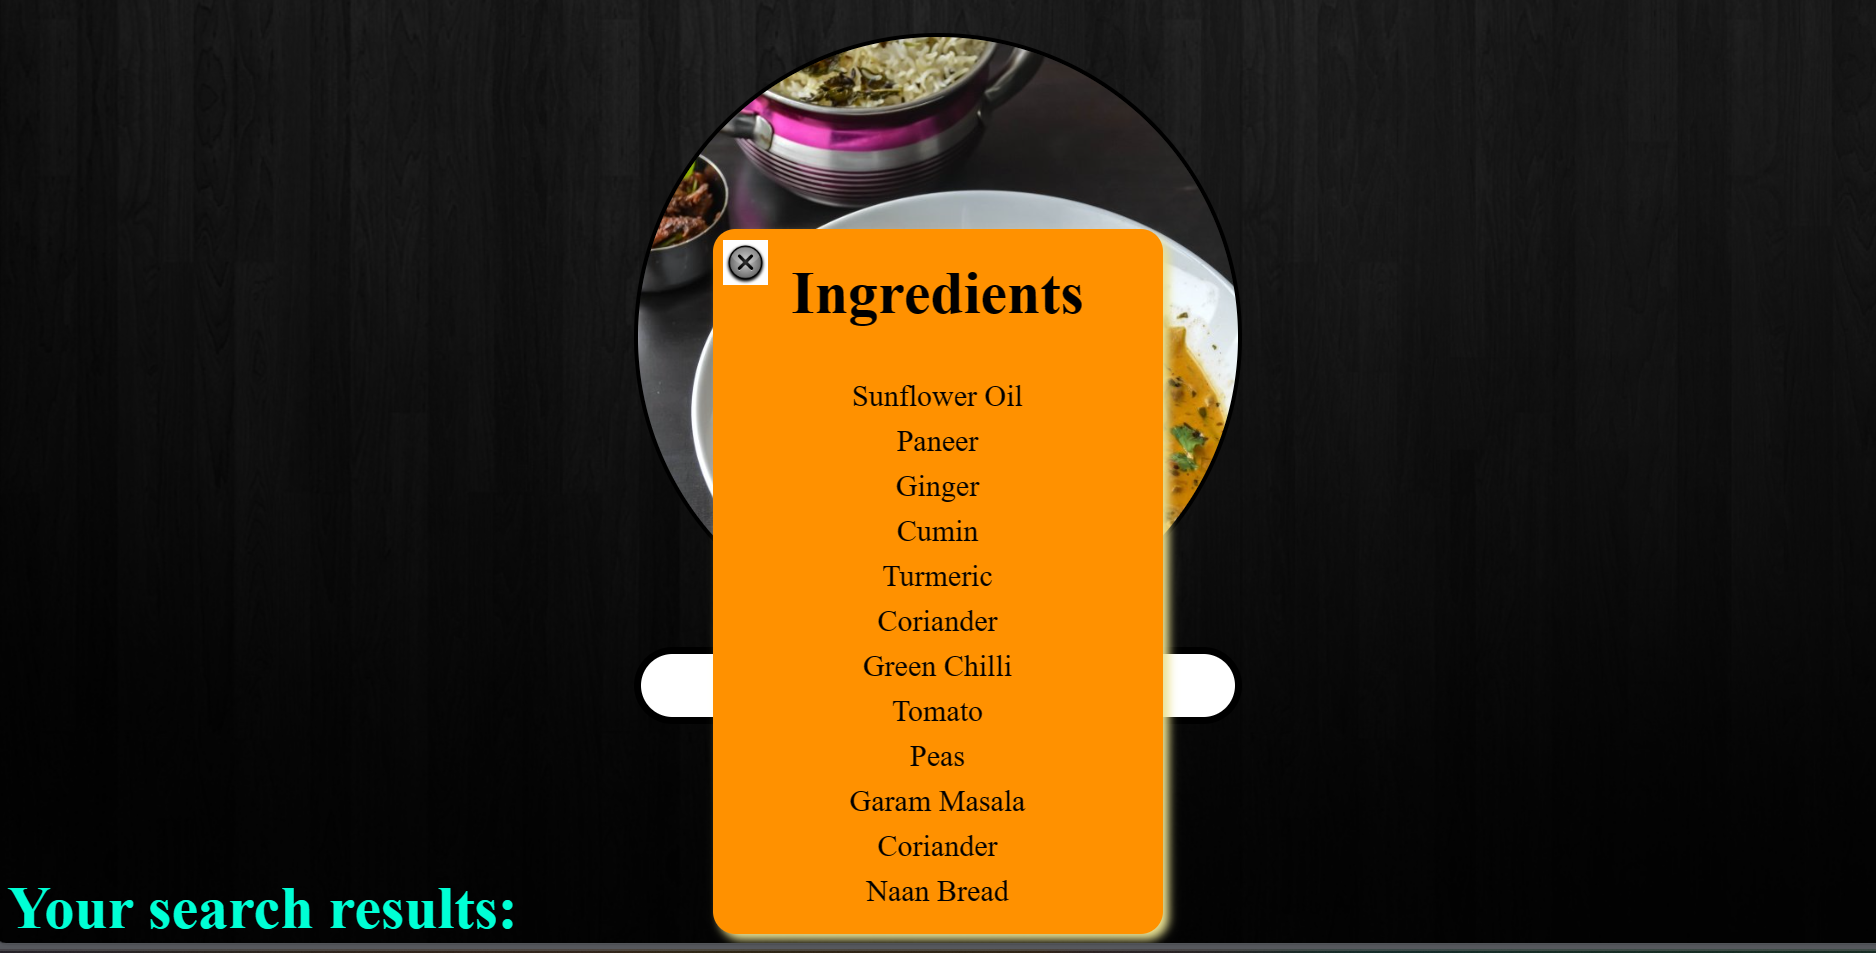 Ingredients
Sunflower Oil
Paneer
Ginger
Cumin
Turmeric
Coriander
Green Chilli
Tomato
Peas
Garam Masala
Coriander
Naan Bread
Your search results: